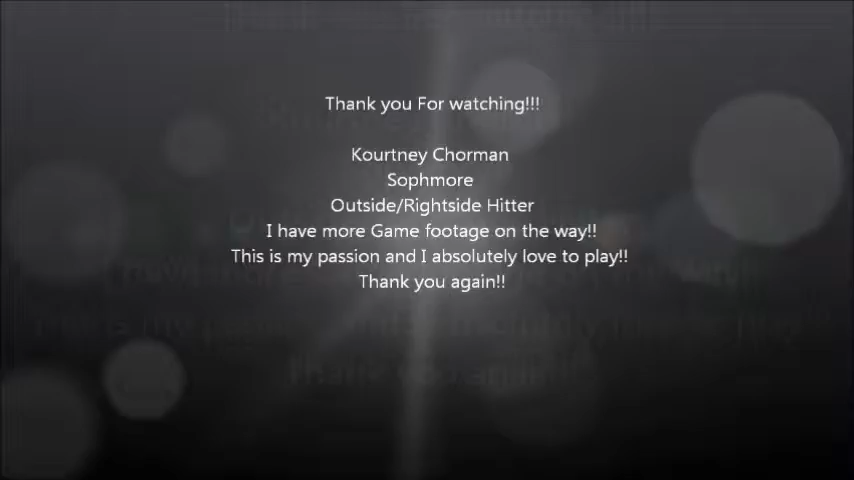 Thank you For watching!!!
Kourtney Chorman
Sophmore
Outside/Rightside Hitter
I have more Game footage on the way!!
This is my passion and I absolutely love to play!!
Thank you again!!